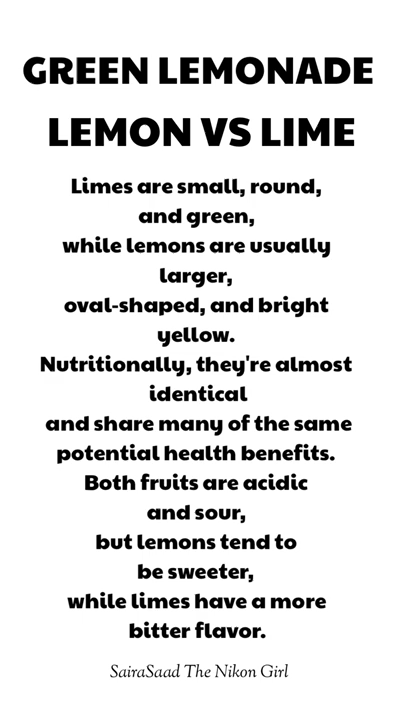 GREEN LEMONADE
LEMON VS LIME
Limes are small, round,
and green,
while lemons are usually
larger,
oval-shaped, and bright
yellow.
Nutritionally, they're almost
identical
and share many of the same
potential health benefits.
Both fruits are acidic
and sour,
but lemons tend to
be sweeter,
while limes have a more
bitter flavor.
SairaSaad The Nikon Girl